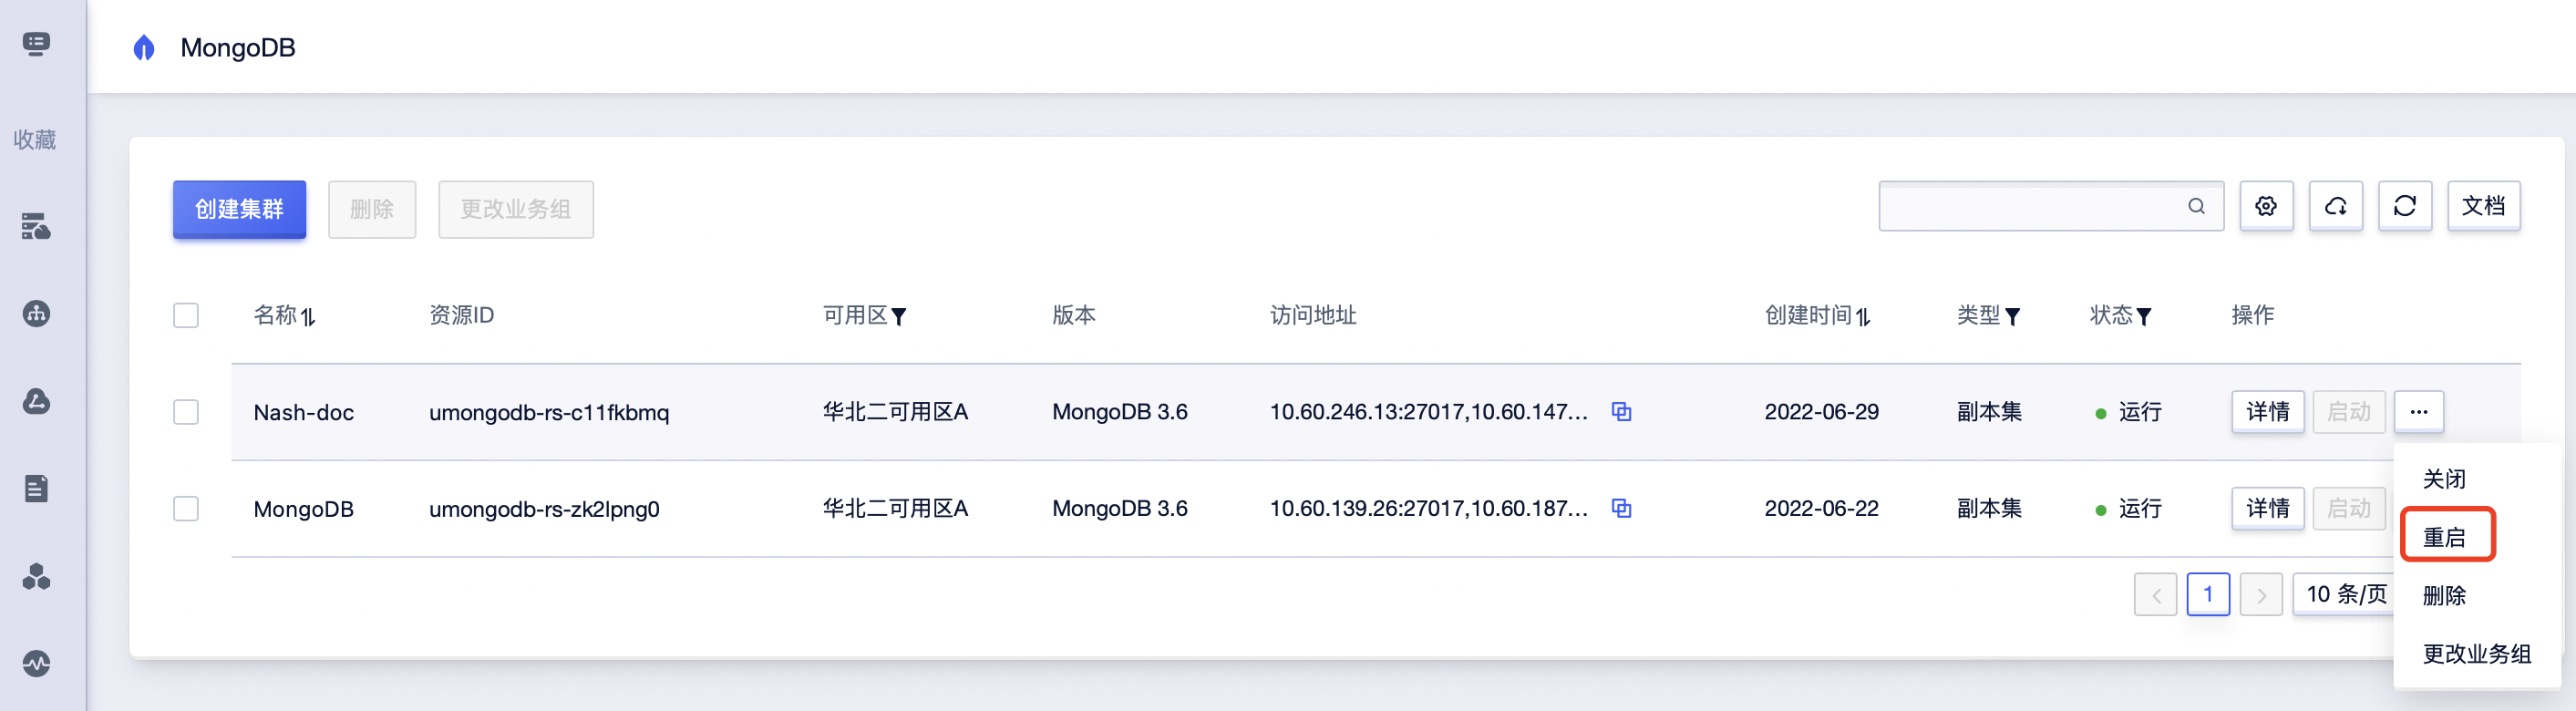 MongoDB
收藏
创建集群 删除 更改业务组 文档
名称 资源ID 可用区 版本 访问地址 创建时间 类型 状态 操作
Nash-doc umongodb-rs-c11fkbmq 华北二可用区A MongoDB 3.6 10.60.246.13:27017,10.60.147... 2022-06-29 副本集 运行 详情 启动 ...
MongoDB umongodb-rs-zk2lpng0 华北二可用区A MongoDB 3.6 10.60.139.26:27017,10.60.187... 2022-06-22 副本集 运行 详情 启动
1 10 条/页
关闭
重启
删除
更改业务组